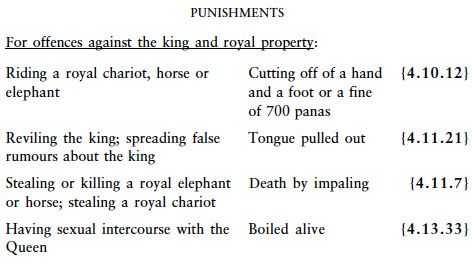 PUNISHMENTS
For offences against the king and royal property:
Riding a royal chariot, horse or Cutting off of a hand {4.10.12}
elephant and a foot or a fine
of 700 panas
Reviling the king; spreading false Tongue pulled out {4.11.21}
rumours about the king
Stealing or killing a royal elephant Death by impaling {4.11.7}
or horse; stealing a royal chariot
Having sexual intercourse with the Boiled alive {4.13.33}
Queen